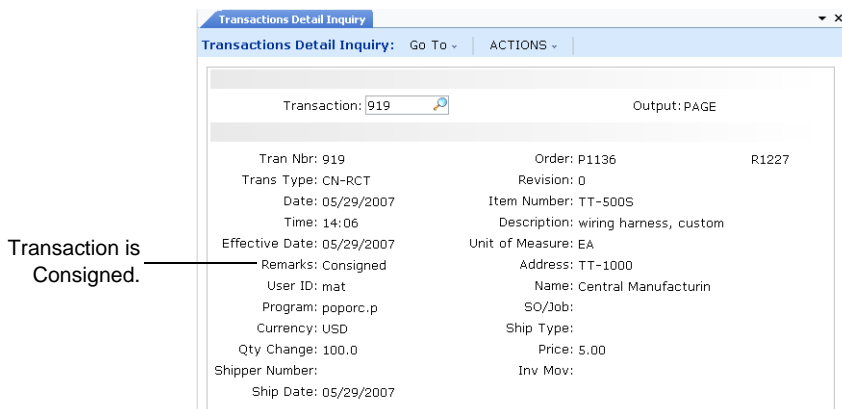 Transactions Detail Inquiry
Transactions Detail Inquiry: Go To ACTIONS
Transaction: 919 Output: PAGE
Tran Nbr: 919 Order: P1136 R1227
Trans Type: CN-RCT Revision: 0
Date: 05/29/2007 Item Number: TT-500S
Time: 14:06 Description: wiring harness, custom
Effective Date: 05/29/2007 Unit of Measure: EA
Transaction is
Consigned.
Remarks: Consigned Address: TT-1000
User ID: mat Name: Central Manufacturin
Program: poporc.p SO/Job:
Currency: USD Ship Type:
Qty Change: 100.0 Price: 5.00
Shipper Number: Inv Mov:
Ship Date: 05/29/2007